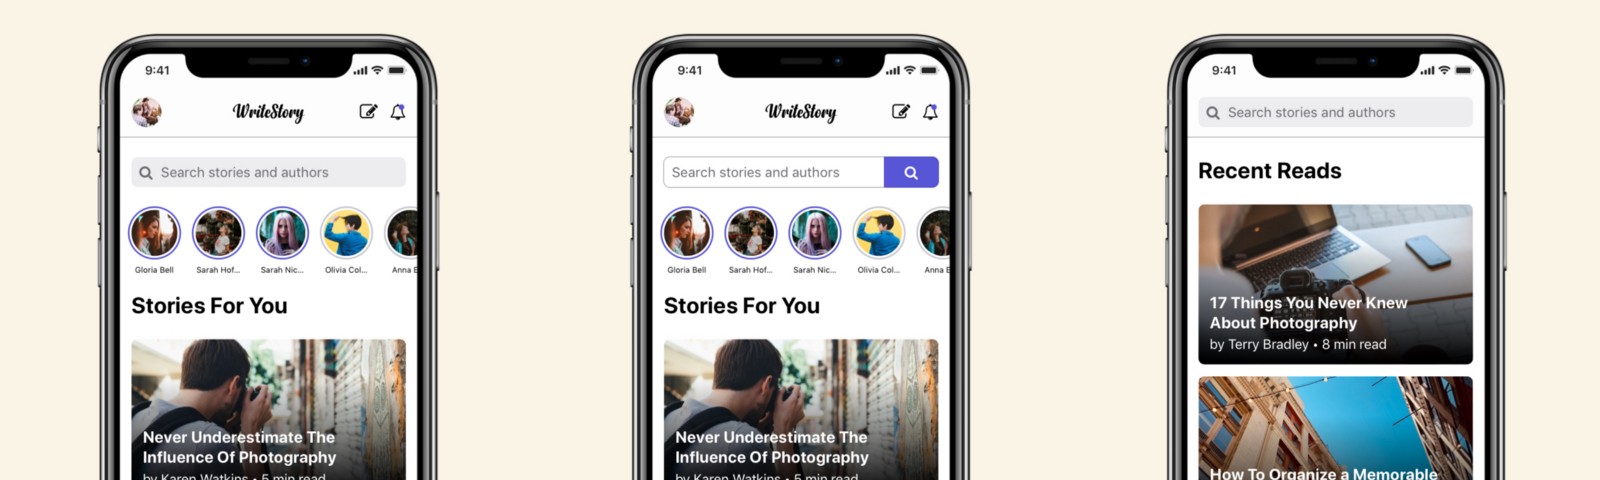 9:41
WriteStory
Search stories and authors
Gloria Bell
Sarah Hof...
Sarah Nic...
Olivia Col...
Anna
Stories For You
Never Underestimate The
Influence Of Photography
by Karen Watkins • 5 min read
9:41
WriteStory
Search stories and authors
Gloria Bell
Sarah Hof...
Sarah Nic...
Olivia Col...
Anna
Stories For You
Never Underestimate The
Influence Of Photography
by Karen Watkins • 5 min read
9:41
Search stories and authors
Recent Reads
17 Things You Never Knew
About Photography
by Terry Bradley • 8 min read
How To Organize a Memorable